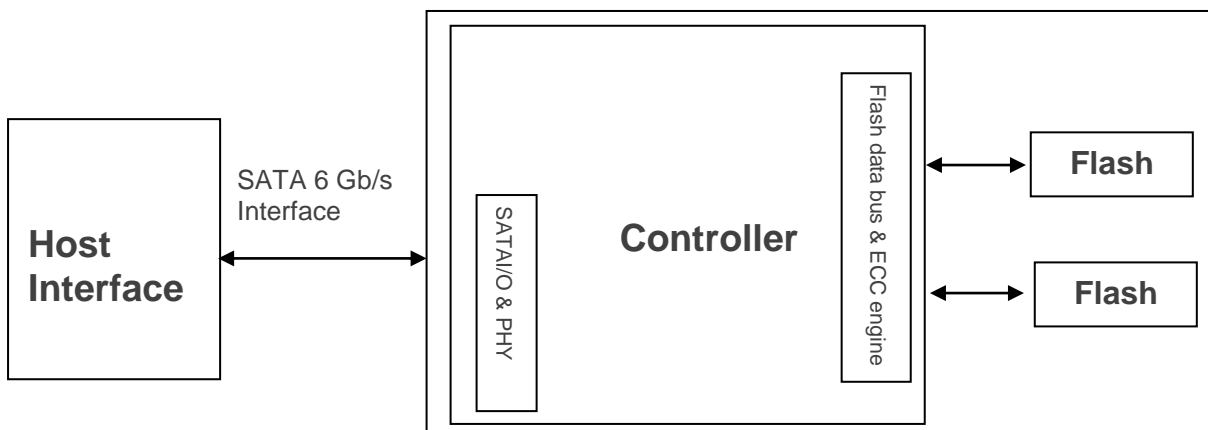 Host
Interface
SATA 6 Gb/s
Interface
SATAI/O & PHY
Controller
Flash data bus & ECC engine
Flash
Flash